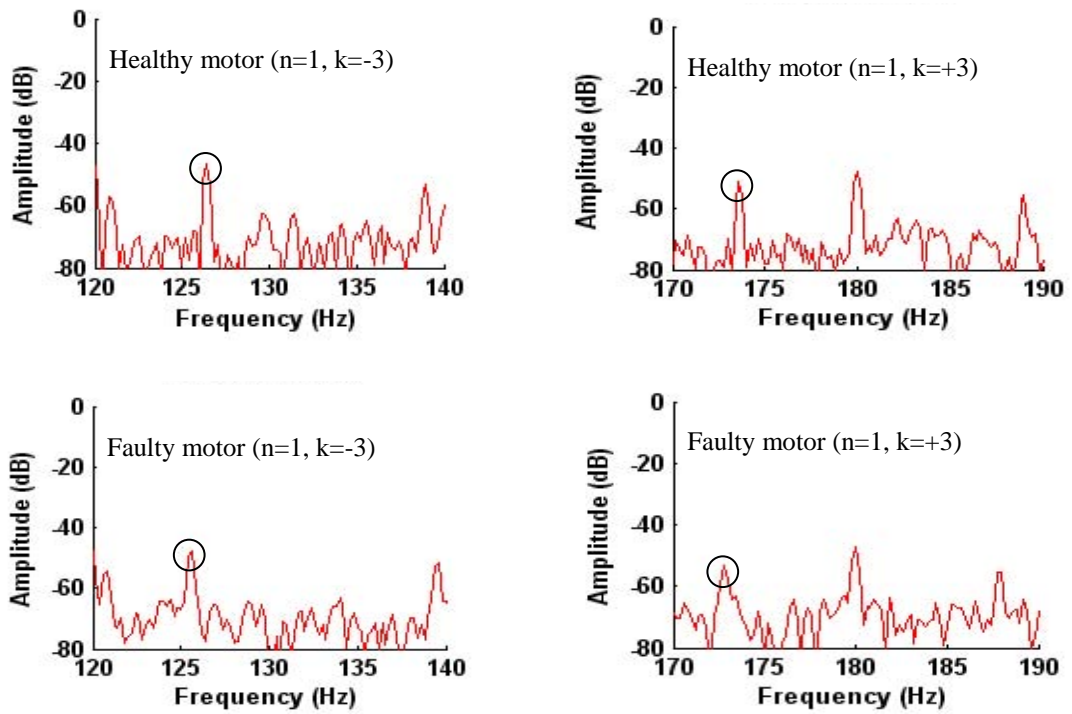 Healthy motor (n=1, k=-3)
Amplitude (dB)
0
-20
-40
-60
-80
120 125 130 135 140
Frequency (Hz)
Healthy motor (n=1, k=+3)
Amplitude (dB)
0
-20
-40
-60
-80
170 175 180 185 190
Frequency (Hz)
Faulty motor (n=1, k=-3)
Amplitude (dB)
0
-20
-40
-60
-80
120 125 130 135 140
Frequency (Hz)
Faulty motor (n=1, k=+3)
Amplitude (dB)
0
-20
-40
-60
-80
170 175 180 185 190
Frequency (Hz)